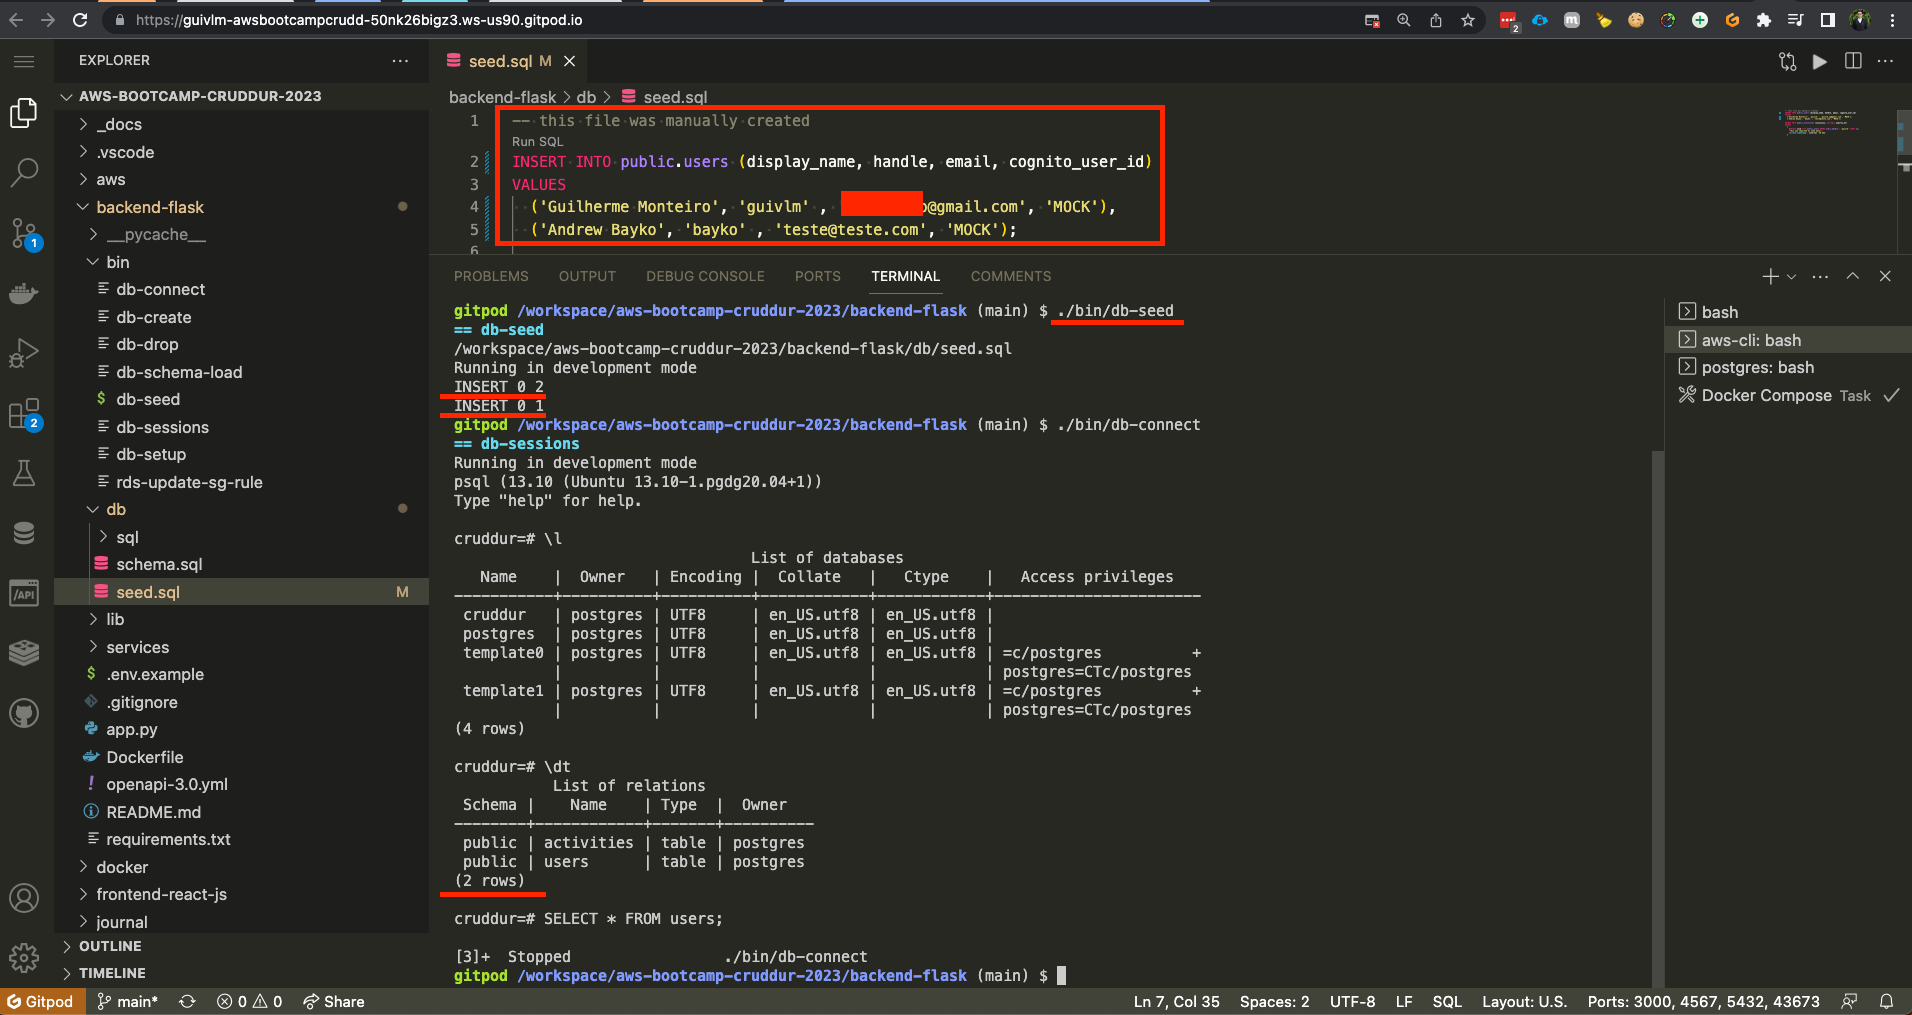 https://guivlm-awsbootcampcrudd-50nk26bigz3.ws-us90.gitpod.io
2
EXPLORER
AWS-BOOTCAMP-CRUDDUR-2023
_docs
.vscode
aws
backend-flask
__pycache__
bin
db-connect
db-create
db-drop
db-schema-load
$ db-seed
db-sessions
db-setup
rds-update-sg-rule
db
sql
schema.sql
seed.sql M
lib
services
$ .env.example
.gitignore
app.py
Dockerfile
! openapi-3.0.yml
README.md
requirements.txt
docker
frontend-react-js
journal
OUTLINE
TIMELINE
1
2
/API
seed.sql M
backend-flask > db > seed.sql
1 -- this file was manually created
Run SQL
2 INSERT INTO public.users (display_name, handle, email, cognito_user_id)
3 VALUES
4 ('Guilherme Monteiro', 'guivlm' , o@gmail.com', 'MOCK'),
5 ('Andrew Bayko', 'bayko' , 'teste@teste.com', 'MOCK');
6
PROBLEMS OUTPUT DEBUG CONSOLE PORTS TERMINAL COMMENTS
gitpod /workspace/aws-bootcamp-cruddur-2023/backend-flask (main) $ ./bin/db-seed
== db-seed
/workspace/aws-bootcamp-cruddur-2023/backend-flask/db/seed.sql
Running in development mode
INSERT 0 2
INSERT 0 1
gitpod /workspace/aws-bootcamp-cruddur-2023/backend-flask (main) $ ./bin/db-connect
== db-sessions
Running in development mode
psql (13.10 (Ubuntu 13.10-1.pgdg20.04+1))
Type "help" for help.
cruddur=# \l
List of databases
Name | Owner | Encoding | Collate | Ctype | Access privileges
-----------+----------+----------+------------+------------+-----------------------
cruddur | postgres | UTF8 | en_US.utf8 | en_US.utf8 |
postgres | postgres | UTF8 | en_US.utf8 | en_US.utf8 |
template0 | postgres | UTF8 | en_US.utf8 | en_US.utf8 | =c/postgres +
| | | | | postgres=CTc/postgres
template1 | postgres | UTF8 | en_US.utf8 | en_US.utf8 | =c/postgres +
| | | | | postgres=CTc/postgres
(4 rows)
cruddur=# \dt
List of relations
Schema | Name | Type | Owner
--------+------------+-------+----------
public | activities | table | postgres
public | users | table | postgres
(2 rows)
cruddur=# SELECT * FROM users;
[3]+ Stopped ./bin/db-connect
gitpod /workspace/aws-bootcamp-cruddur-2023/backend-flask (main) $
bash
aws-cli: bash
postgres: bash
Docker Compose Task
Gitpod main* 0 0 Share
Ln 7, Col 35 Spaces: 2 UTF-8 LF SQL Layout: U.S. Ports: 3000, 4567, 5432, 43673